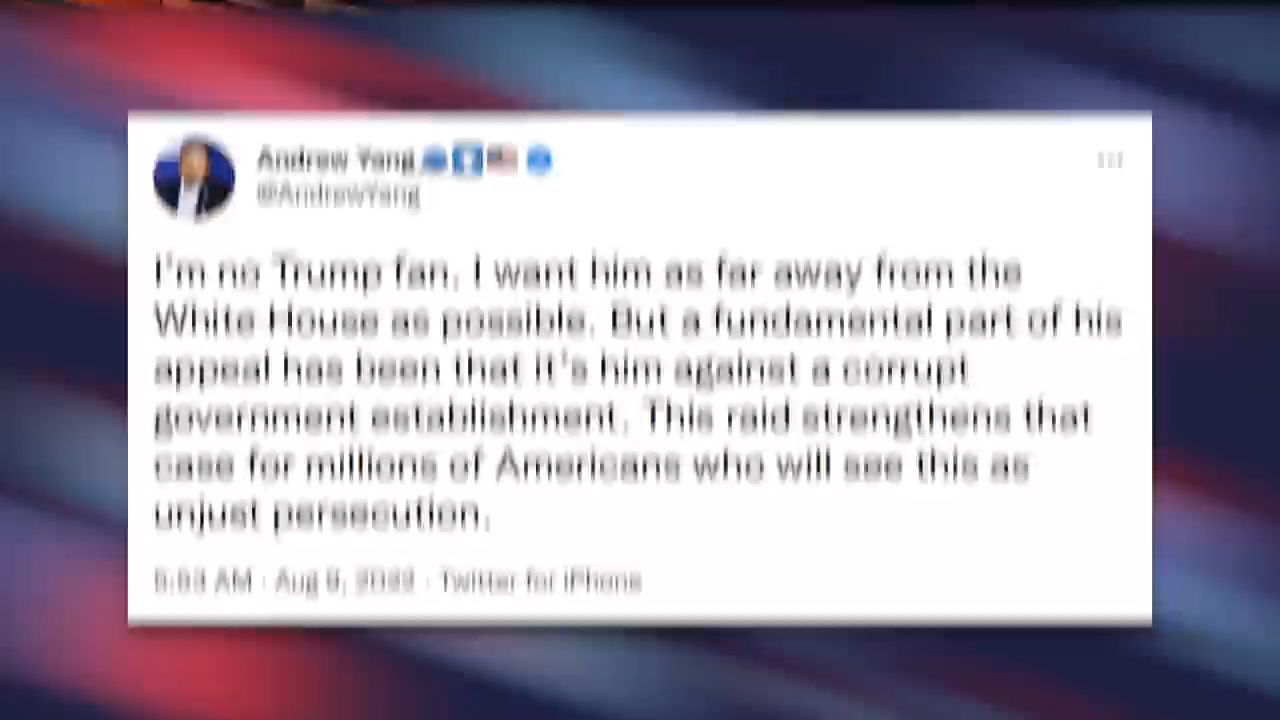 Andrew Yang
@AndrewYang
I'm no Trump fan. I want him as far away from the
White House as possible. But a fundamental part of his
appeal has been that it's him against a corrupt
government establishment. This raid strengthens that
case for millions of Americans who will see this as
unjust persecution.
AM · Aug 9, 2022 · Twitter for iPhone